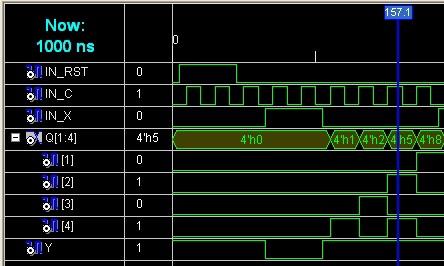 Now:
1000 ns
157.1
0
IN_RST 0
IN_C 1
IN_X 0
Q[1:4] 4'h5 4'h0 4'h1 4'h2 4'h5 4'h8
[1] 0
[2] 1
[3] 0
[4] 1
Y 1